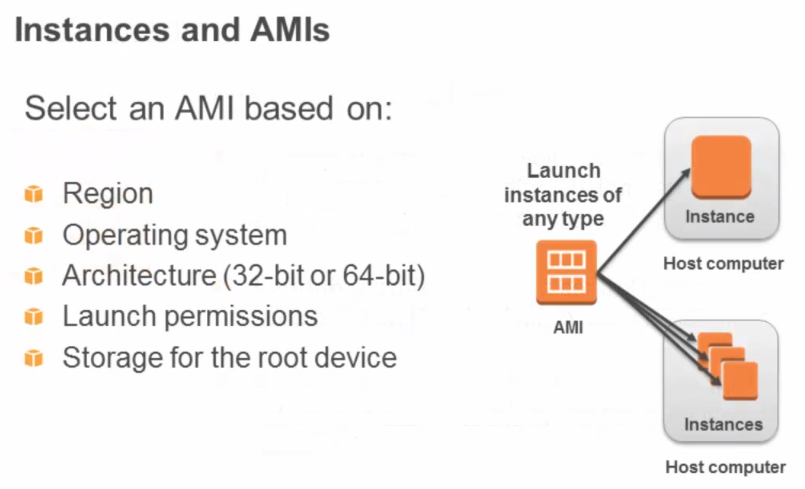 Instances and AMIs
Select an AMI based on:
Region
Operating system
Architecture (32-bit or 64-bit)
Launch permissions
Storage for the root device
Launch
instances of
any type
AMI
Instance
Host computer
Instances
Host computer